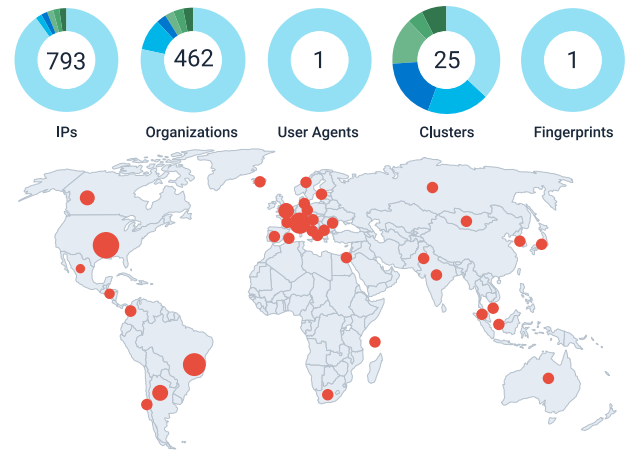 793
462
1
25
1
IPs
Organizations
User Agents
Clusters
Fingerprints